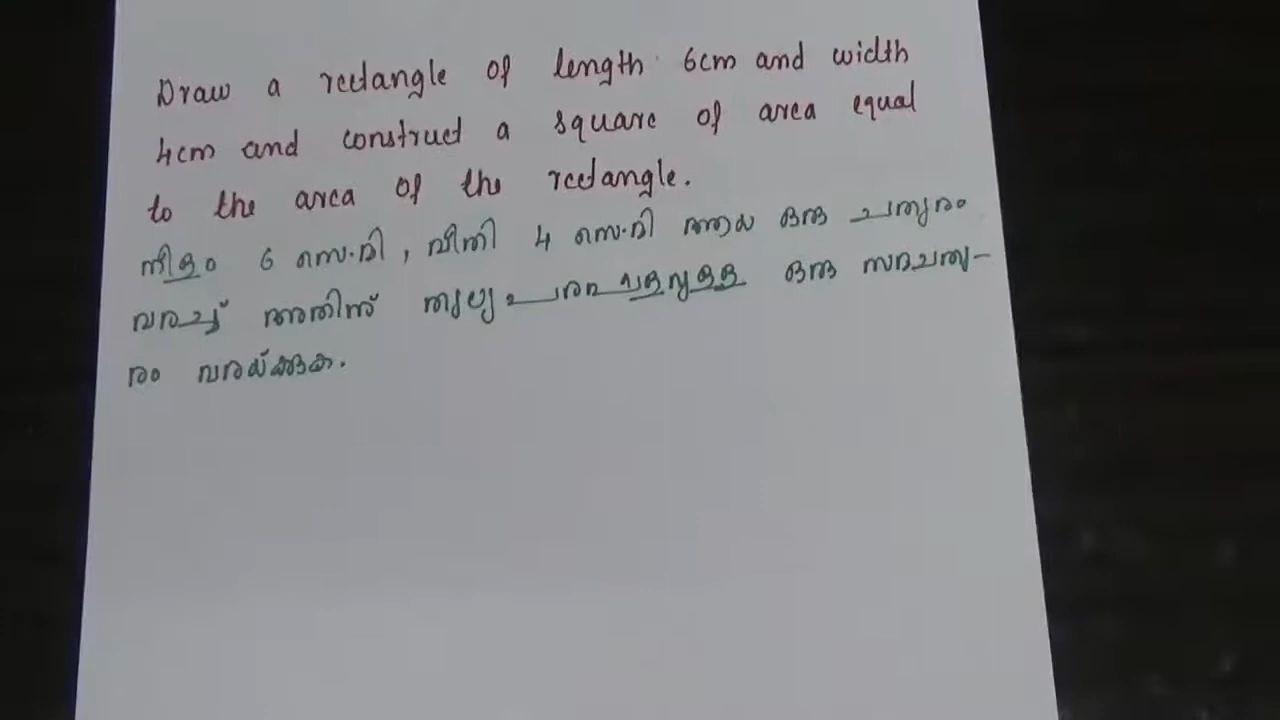 Draw a rectangle of length 6cm and width
4cm and construct a square of area equal
to the area of the rectangle.
നീളം 6 സെ.മി , വീതി 4 സെ.മി ആയ ഒരു ചതുരം
വരച്ച് അതിന് തുല്യ പരപ്പളവുള്ള ഒരു സമചതു-
രം വരയ്ക്കുക.